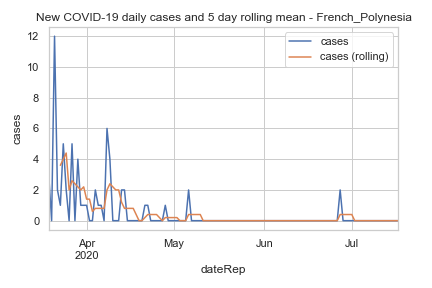 New COVID-19 daily cases and 5 day rolling mean - French_Polynesia
cases
cases (rolling)
12
10
8
6
4
2
0
cases
Apr
2020
May
Jun
Jul
dateRep